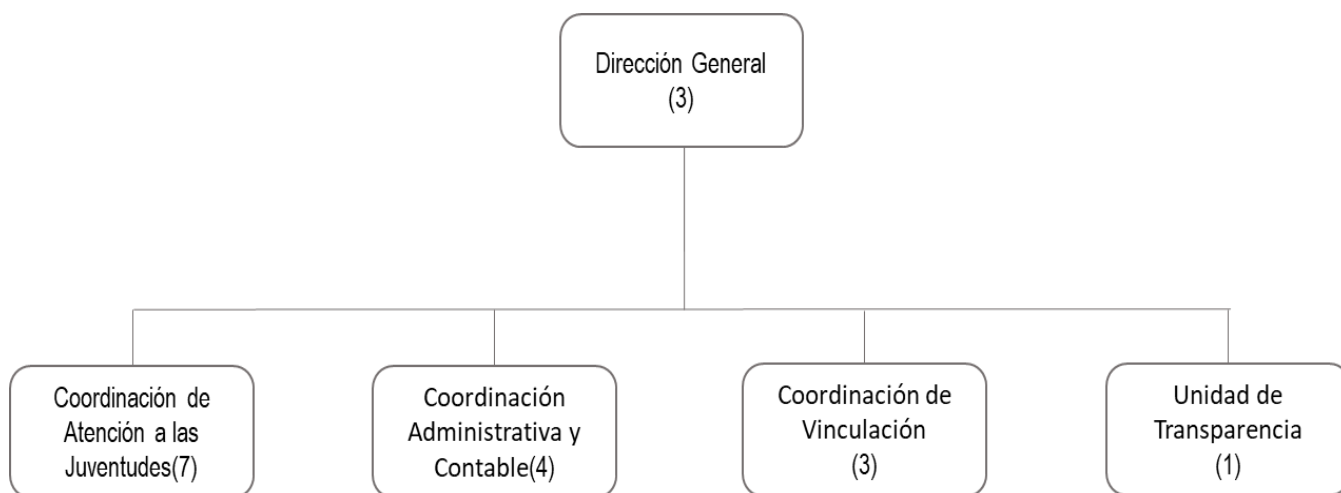 Dirección General
(3)
Coordinación de
Atención a las
Juventudes(7)
Coordinación
Administrativa y
Contable(4)
Coordinación de
Vinculación
(3)
Unidad de
Transparencia
(1)